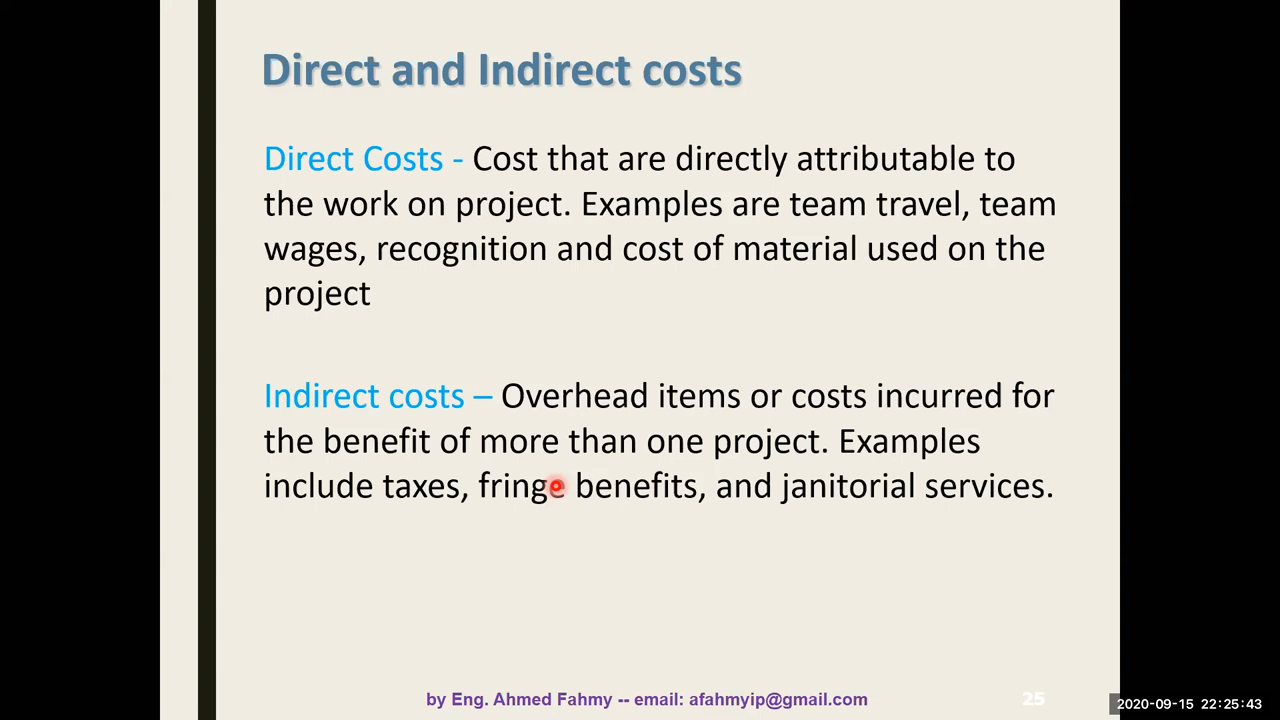 Direct and Indirect costs
Direct Costs - Cost that are directly attributable to
the work on project. Examples are team travel, team
wages, recognition and cost of material used on the
project
Indirect costs – Overhead items or costs incurred for
the benefit of more than one project. Examples
include taxes, fringe benefits, and janitorial services.
by Eng. Ahmed Fahmy -- email: afahmyip@gmail.com
25
2020-09-15 22:25:43